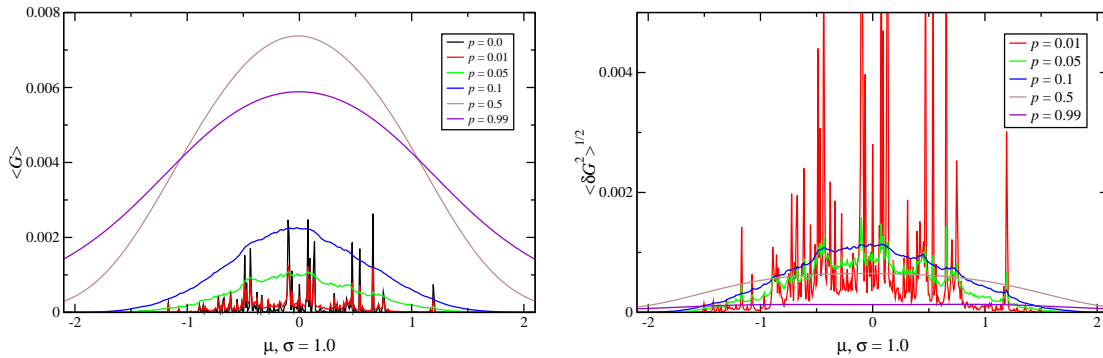 0.008
0.006
0.004
0.002
0
<G>
-2
-1
0
1
2
μ, σ = 1.0
p = 0.0
p = 0.01
p = 0.05
p = 0.1
p = 0.5
p = 0.99
0.004
0.002
0
<δG²>^1/2
-2
-1
0
1
2
μ, σ = 1.0
p = 0.01
p = 0.05
p = 0.1
p = 0.5
p = 0.99